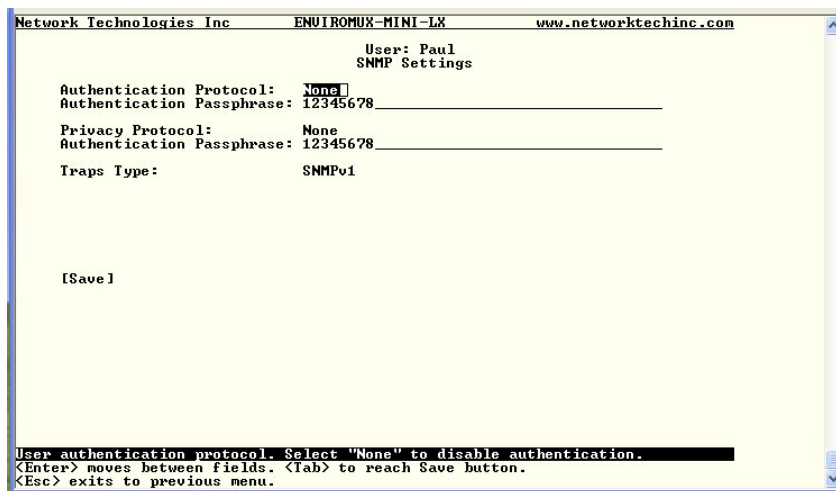 Network Technologies Inc ENVIROMUX-MINI-LX www.networktechinc.com
User: Paul
SNMP Settings
Authentication Protocol: None
Authentication Passphrase: 12345678
Privacy Protocol: None
Authentication Passphrase: 12345678
Traps Type: SNMPv1
[Save]
User authentication protocol. Select "None" to disable authentication.
<Enter> moves between fields. <Tab> to reach Save button.
<Esc> exits to previous menu.